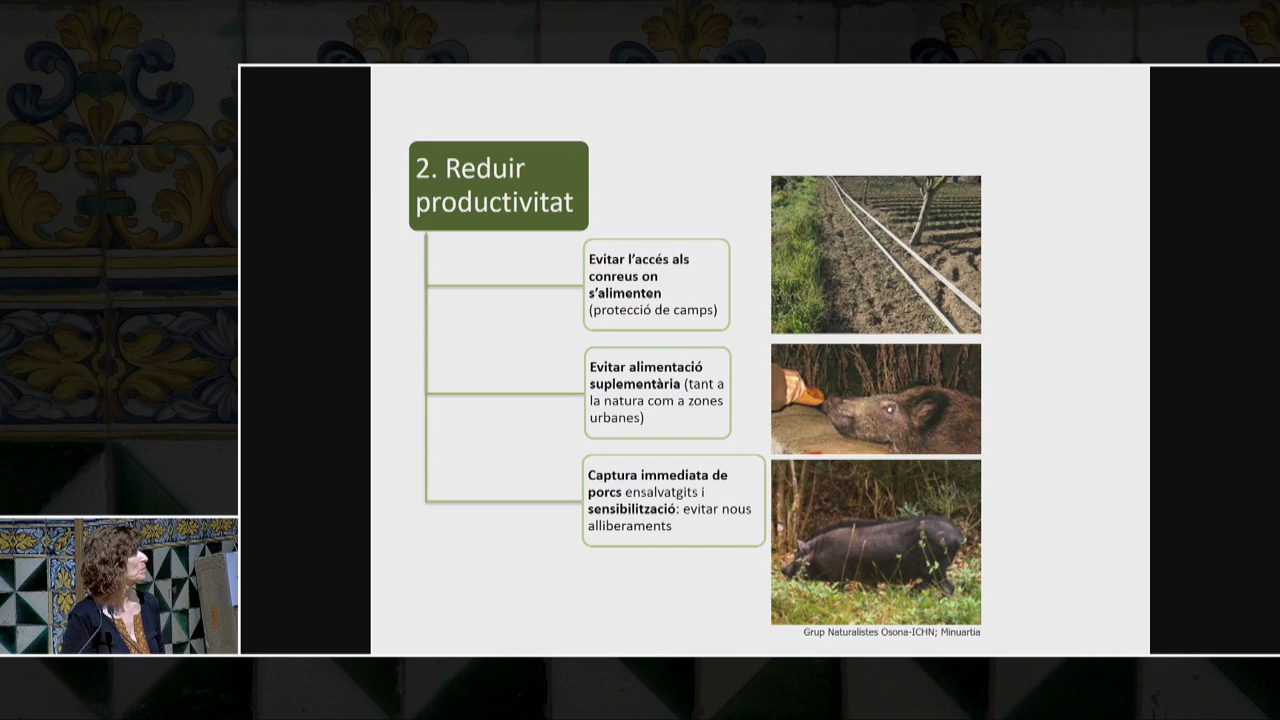 2. Reduir
productivitat
Evitar l'accés als
conreus on
s'alimenten
(protecció de camps)
Evitar alimentació
suplementària (tant a
la natura com a zones
urbanes)
Captura immediata de
porcs ensalvatgits i
sensibilització: evitar nous
alliberaments
Grup Naturalistes Osona-ICHN; Minuartia